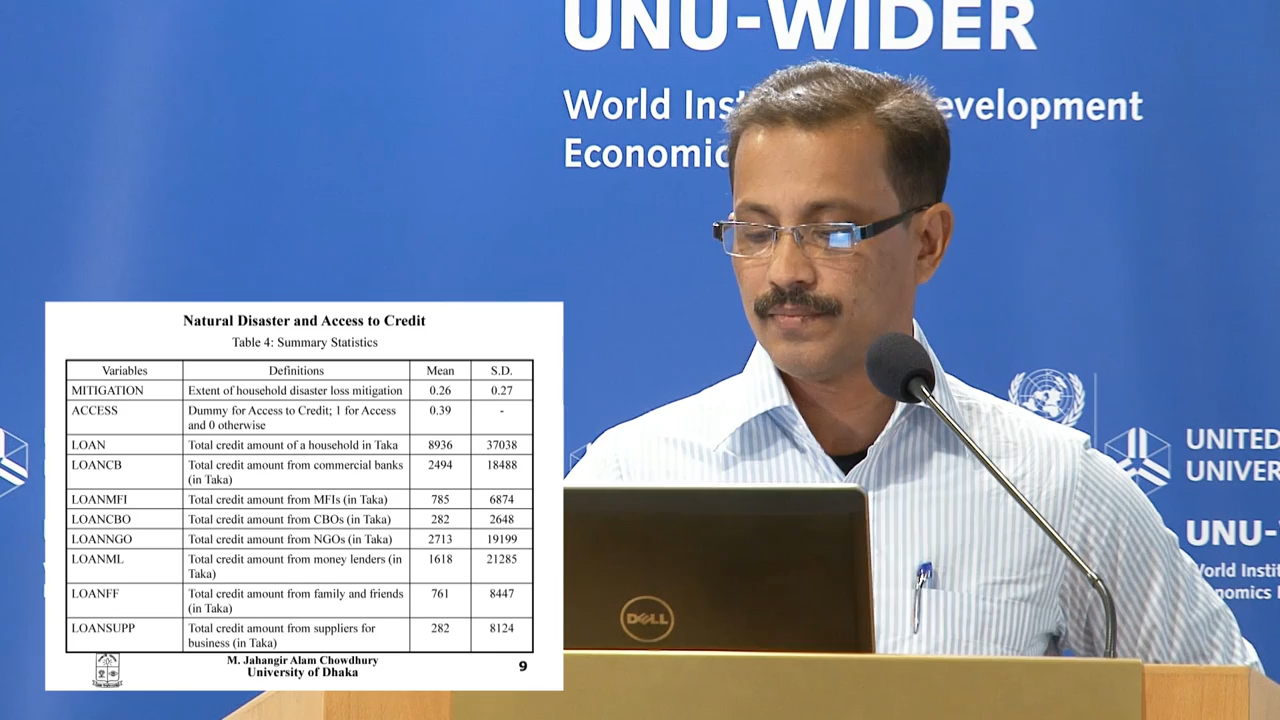 UNU-WIDER
World Inst evelopment
Economic
Natural Disaster and Access to Credit
Table 4: Summary Statistics
Variables Definitions Mean S.D.
MITIGATION Extent of household disaster loss mitigation 0.26 0.27
ACCESS Dummy for Access to Credit; 1 for Access 0.39 -
and 0 otherwise
LOAN Total credit amount of a household in Taka 8936 37038
LOANCB Total credit amount from commercial banks 2494 18488
(in Taka)
LOANMFI Total credit amount from MFIs (in Taka) 785 6874
LOANCBO Total credit amount from CBOs (in Taka) 282 2648
LOANNGO Total credit amount from NGOs (in Taka) 2713 19199
LOANML Total credit amount from money lenders (in 1618 21285
Taka)
LOANFF Total credit amount from family and friends 761 8447
(in Taka)
LOANSUPP Total credit amount from suppliers for 282 8124
business (in Taka)
M. Jahangir Alam Chowdhury
University of Dhaka
9
DELL
UNITED
UNIVER
UNU-
World Instit
nomics